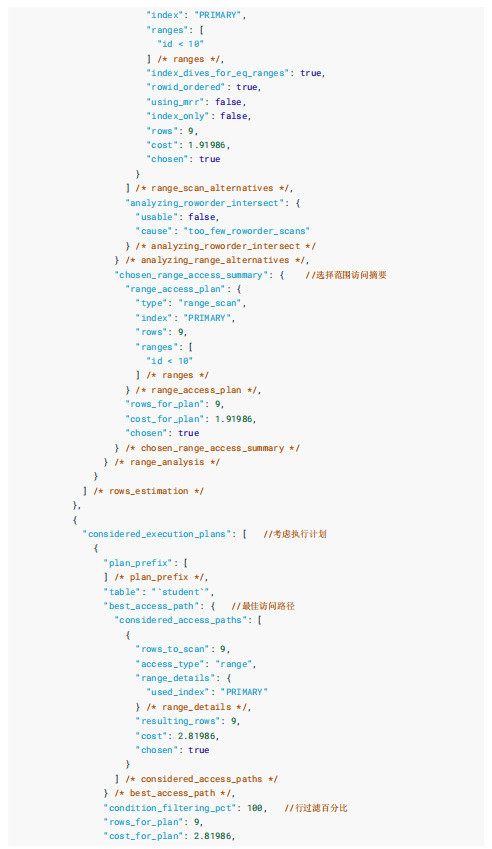 "index": "PRIMARY",
"ranges": [
"id < 10"
] /* ranges */,
"index_dives_for_eq_ranges": true,
"rowid_ordered": true,
"using_mrr": false,
"index_only": false,
"rows": 9,
"cost": 1.91986,
"chosen": true
}
] /* range_scan_alternatives */,
"analyzing_roworder_intersect": {
"usable": false,
"cause": "too_few_roworder_scans"
} /* analyzing_roworder_intersect */
} /* analyzing_range_alternatives */,
"chosen_range_access_summary": { //选择范围访问摘要
"range_access_plan": {
"type": "range_scan",
"index": "PRIMARY",
"rows": 9,
"ranges": [
"id < 10"
] /* ranges */
} /* range_access_plan */,
"rows_for_plan": 9,
"cost_for_plan": 1.91986,
"chosen": true
} /* chosen_range_access_summary */
} /* range_analysis */
}
] /* rows_estimation */
},
{
"considered_execution_plans": [ //考虑执行计划
{
"plan_prefix": [
] /* plan_prefix */,
"table": "`student`",
"best_access_path": { //最佳访问路径
"considered_access_paths": [
{
"rows_to_scan": 9,
"access_type": "range",
"range_details": {
"used_index": "PRIMARY"
} /* range_details */,
"resulting_rows": 9,
"cost": 2.81986,
"chosen": true
}
] /* considered_access_paths */
} /* best_access_path */,
"condition_filtering_pct": 100, //行过滤百分比
"rows_for_plan": 9,
"cost_for_plan": 2.81986,